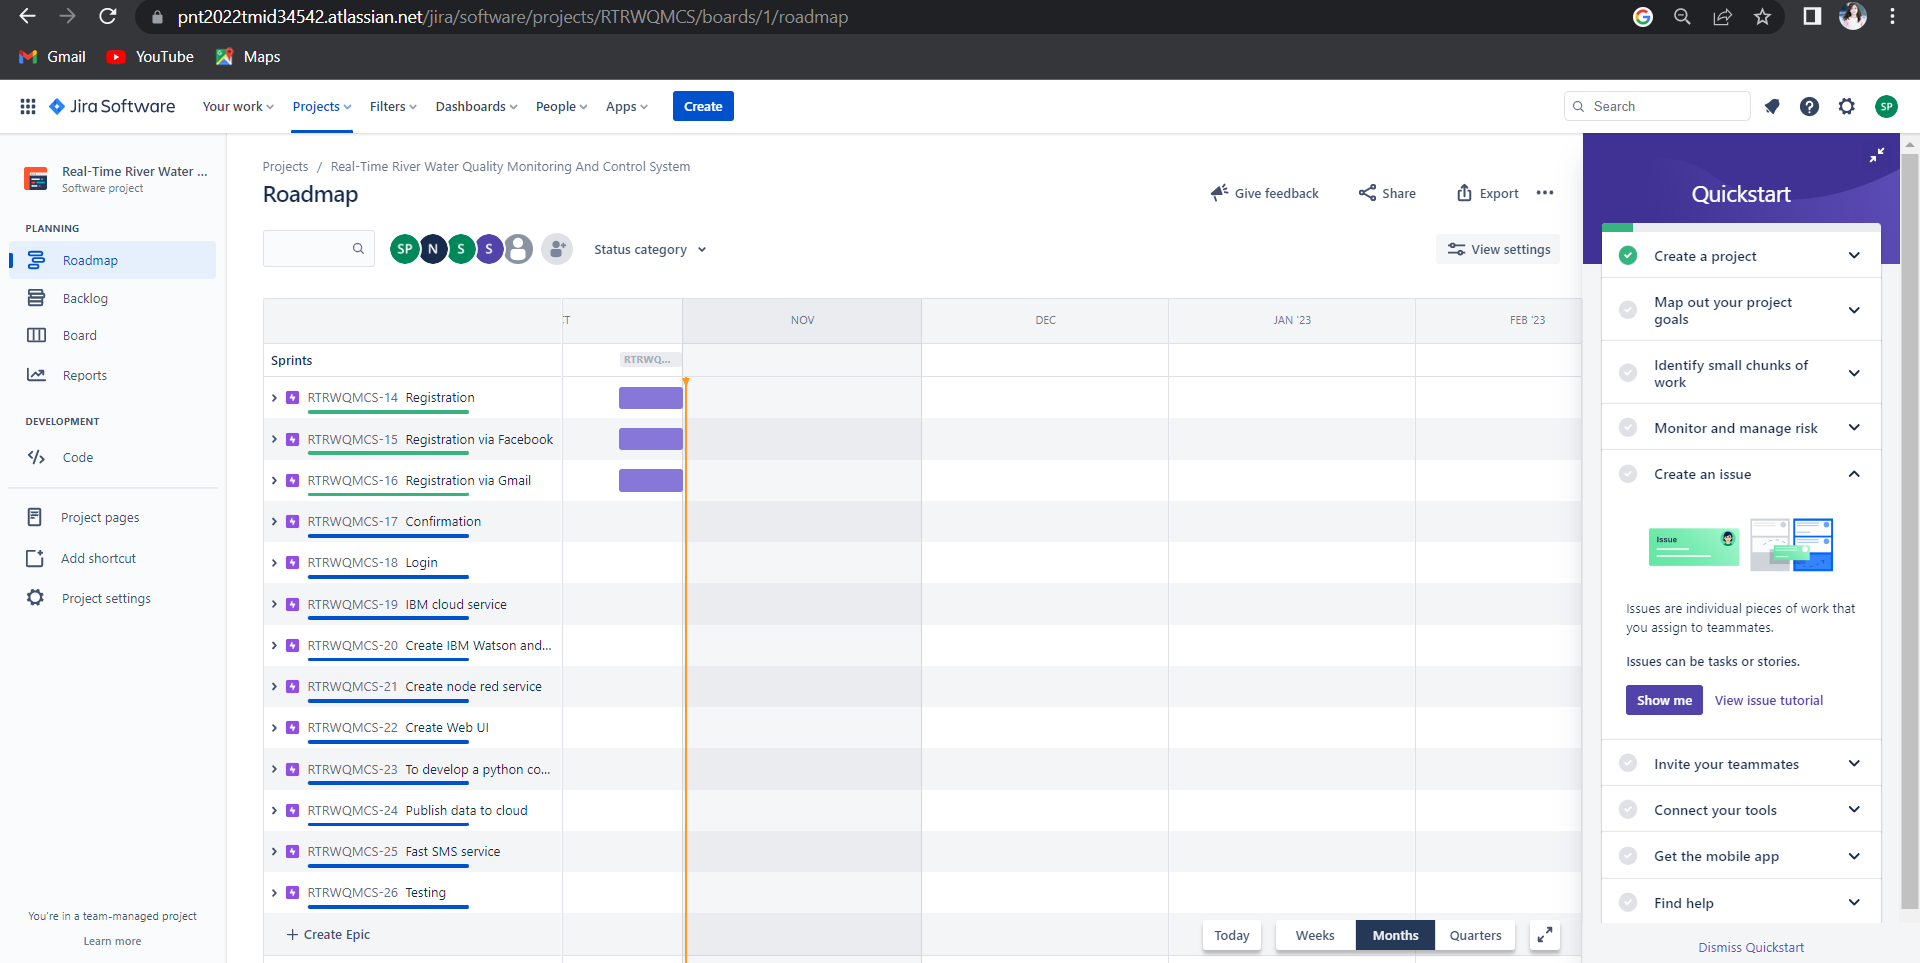 pnt2022tmid34542.atlassian.net/jira/software/projects/RTRWQMCS/boards/1/roadmap
Gmail YouTube Maps
Jira Software Your work Projects Filters Dashboards People Apps Create Search SP
Real-Time River Water ...
Software project
PLANNING
Roadmap
Backlog
Board
Reports
DEVELOPMENT
Code
Project pages
Add shortcut
Project settings
You're in a team-managed project
Learn more
Projects / Real-Time River Water Quality Monitoring And Control System
Roadmap
Give feedback Share Export
SP N S S Status category View settings
NOV DEC JAN '23 FEB '23
Sprints RTRWQ...
RTRWQMCS-14 Registration
RTRWQMCS-15 Registration via Facebook
RTRWQMCS-16 Registration via Gmail
RTRWQMCS-17 Confirmation
RTRWQMCS-18 Login
RTRWQMCS-19 IBM cloud service
RTRWQMCS-20 Create IBM Watson and...
RTRWQMCS-21 Create node red service
RTRWQMCS-22 Create Web UI
RTRWQMCS-23 To develop a python co...
RTRWQMCS-24 Publish data to cloud
RTRWQMCS-25 Fast SMS service
RTRWQMCS-26 Testing
+ Create Epic
Today Weeks Months Quarters
Quickstart
Create a project
Map out your project
goals
Identify small chunks of
work
Monitor and manage risk
Create an issue
Issue
Issues are individual pieces of work that
you assign to teammates.
Issues can be tasks or stories.
Show me View issue tutorial
Invite your teammates
Connect your tools
Get the mobile app
Find help
Dismiss Quickstart